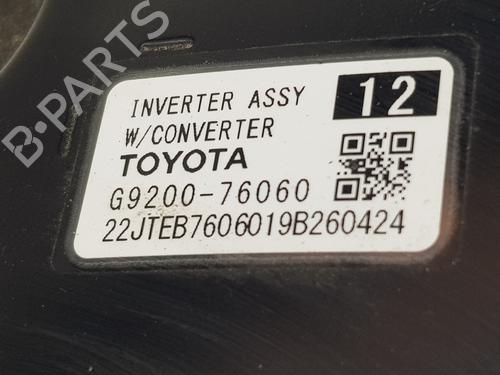 B-PARTS
INVERTER ASSY
12
W/CONVERTER
TOYOTA
G9200-76060
22JTEB7606019B260424